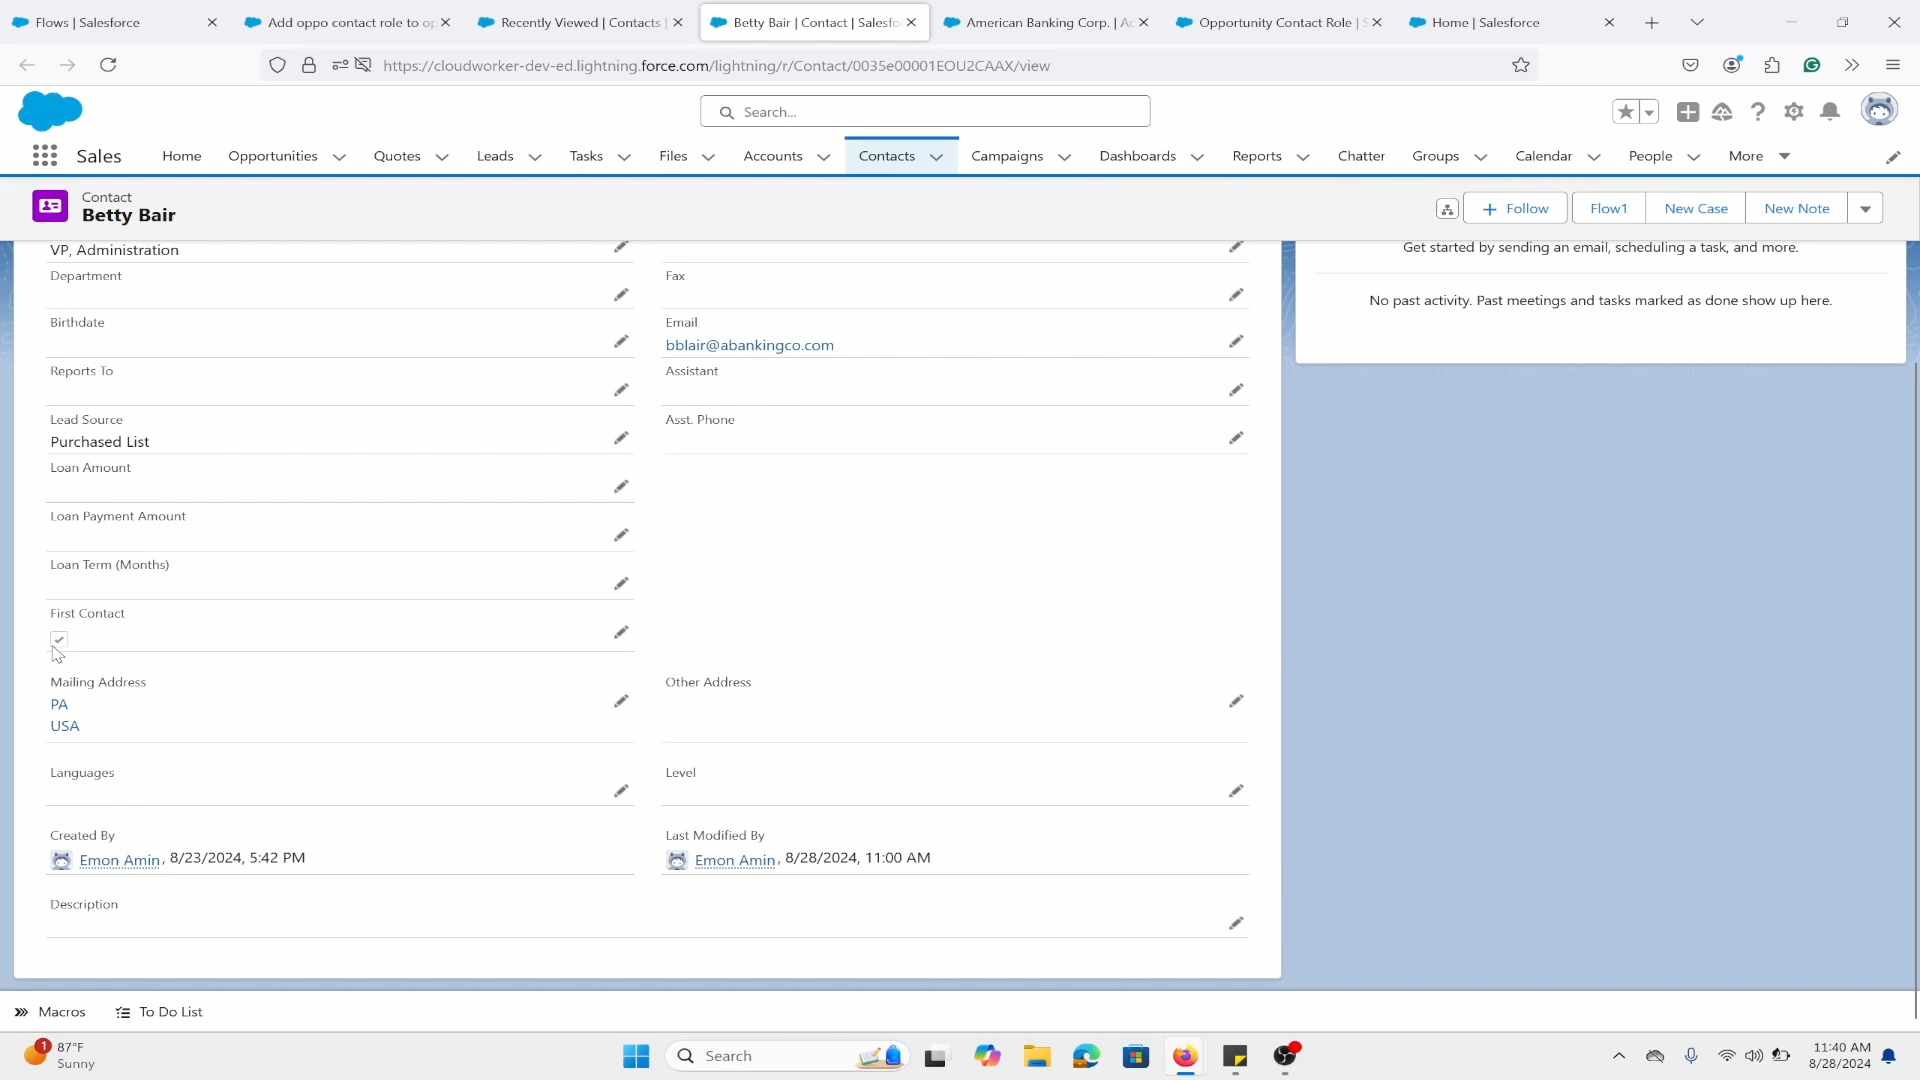 Flows | Salesforce
Add oppo contact role to op
Recently Viewed | Contacts |
Betty Bair | Contact | Salesfo
American Banking Corp. | Ac
Opportunity Contact Role | S
Home | Salesforce
https://cloudworker-dev-ed.lightning.force.com/lightning/r/Contact/0035e00001EOU2CAAX/view
Search...
Sales
Home
Opportunities
Quotes
Leads
Tasks
Files
Accounts
Contacts
Campaigns
Dashboards
Reports
Chatter
Groups
Calendar
People
More
Contact
Betty Bair
Follow
Flow1
New Case
New Note
VP, Administration
Get started by sending an email, scheduling a task, and more.
Department
Fax
No past activity. Past meetings and tasks marked as done show up here.
Birthdate
Email
bblair@abankingco.com
Reports To
Assistant
Lead Source
Purchased List
Asst. Phone
Loan Amount
Loan Payment Amount
Loan Term (Months)
First Contact
Mailing Address
PA
USA
Other Address
Languages
Level
Created By
Emon Amin, 8/23/2024, 5:42 PM
Last Modified By
Emon Amin, 8/28/2024, 11:00 AM
Description
Macros
To Do List
1
87°F
Sunny
Search
11:40 AM
8/28/2024